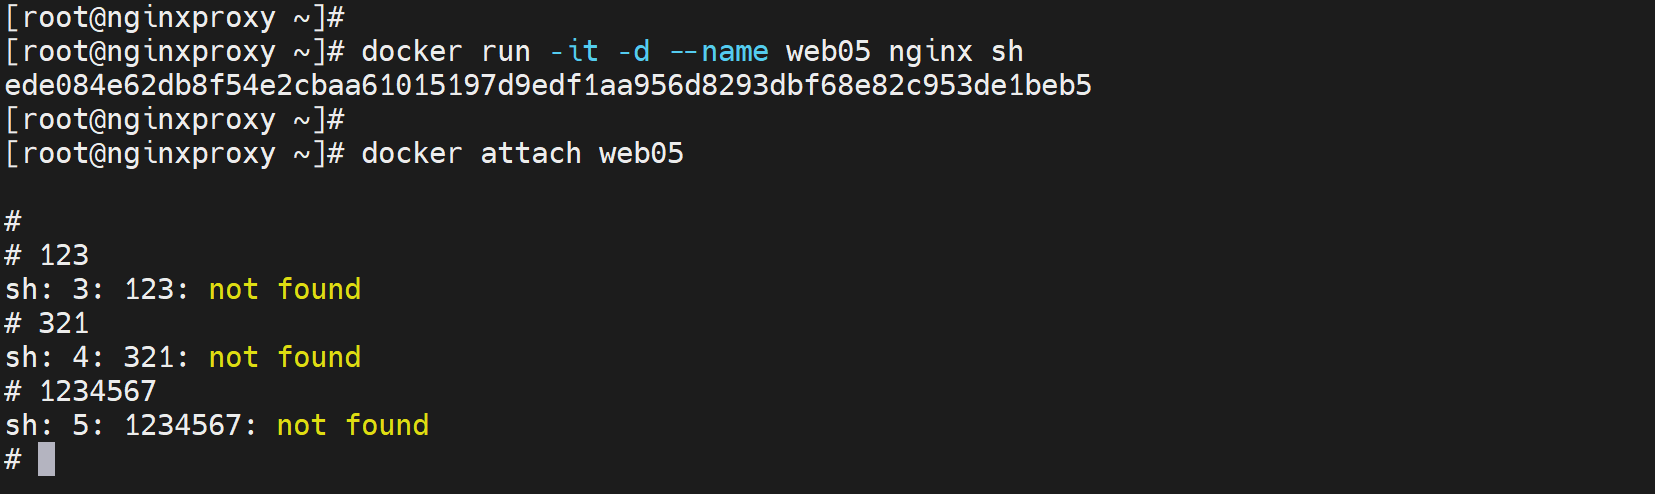 [root@nginxproxy ~]#
[root@nginxproxy ~]# docker run -it -d --name web05 nginx sh
ede084e62db8f54e2cbaa61015197d9edf1aa956d8293dbf68e82c953de1beb5
[root@nginxproxy ~]#
[root@nginxproxy ~]# docker attach web05
#
# 123
sh: 3: 123: not found
# 321
sh: 4: 321: not found
# 1234567
sh: 5: 1234567: not found
#